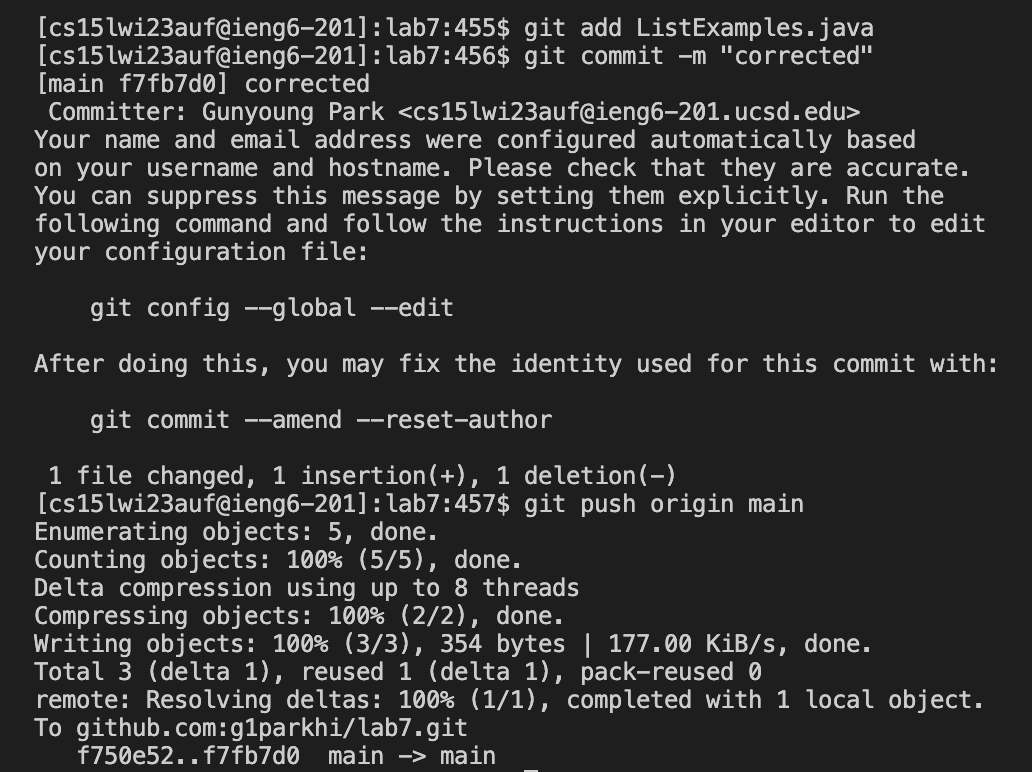 [cs15lwi23auf@ieng6-201]:lab7:455$ git add ListExamples.java
[cs15lwi23auf@ieng6-201]:lab7:456$ git commit -m "corrected"
[main f7fb7d0] corrected
 Committer: Gunyoung Park <cs15lwi23auf@ieng6-201.ucsd.edu>
Your name and email address were configured automatically based
on your username and hostname. Please check that they are accurate.
You can suppress this message by setting them explicitly. Run the
following command and follow the instructions in your editor to edit
your configuration file:

    git config --global --edit

After doing this, you may fix the identity used for this commit with:

    git commit --amend --reset-author

 1 file changed, 1 insertion(+), 1 deletion(-)
[cs15lwi23auf@ieng6-201]:lab7:457$ git push origin main
Enumerating objects: 5, done.
Counting objects: 100% (5/5), done.
Delta compression using up to 8 threads
Compressing objects: 100% (2/2), done.
Writing objects: 100% (3/3), 354 bytes | 177.00 KiB/s, done.
Total 3 (delta 1), reused 1 (delta 1), pack-reused 0
remote: Resolving deltas: 100% (1/1), completed with 1 local object.
To github.com:g1parkhi/lab7.git
   f750e52..f7fb7d0  main -> main